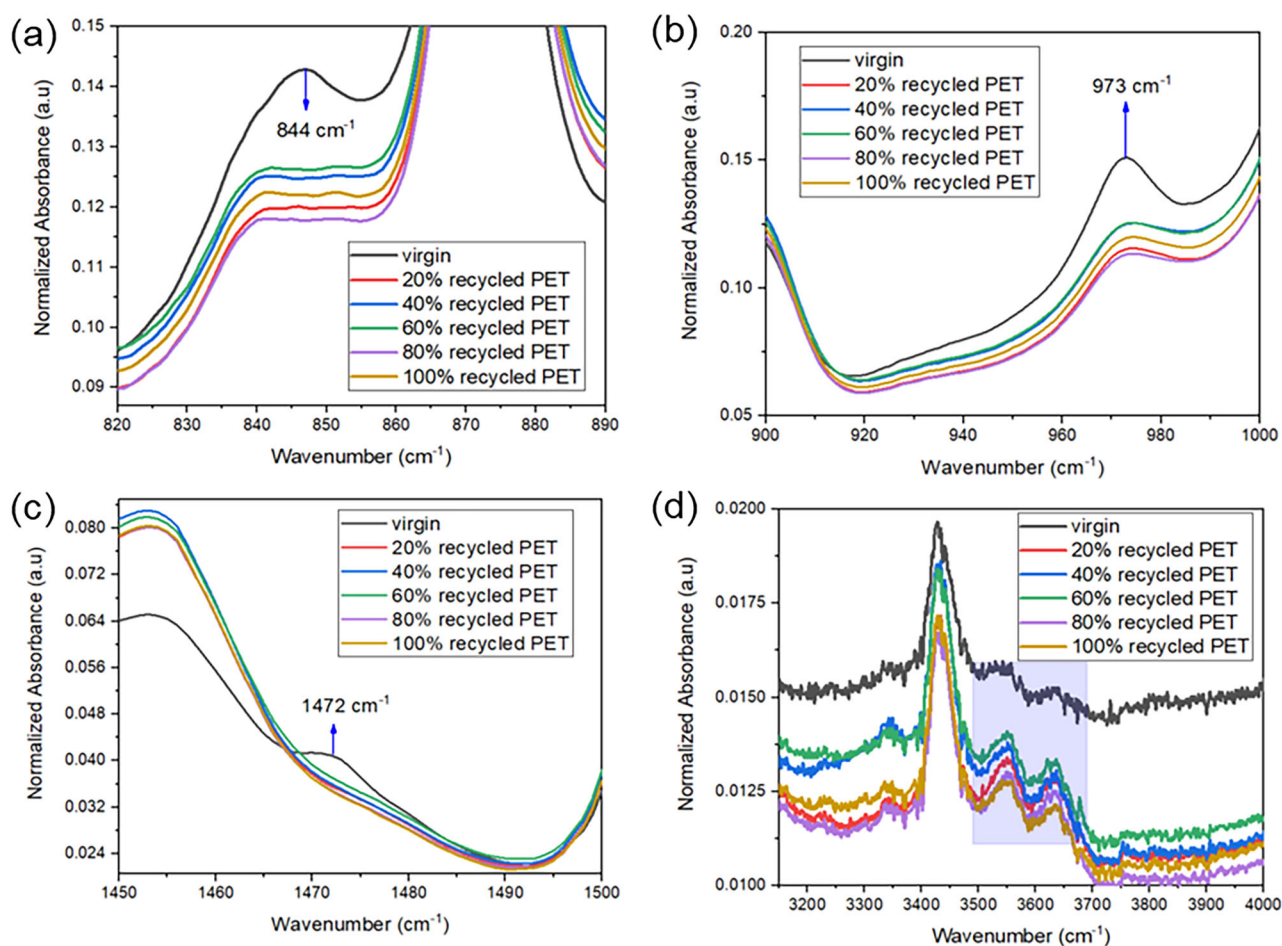 (a)
Normalized Absorbance (a.u)
0.15
0.14
0.13
0.12
0.11
0.10
0.09
844 cm⁻¹
virgin
20% recycled PET
40% recycled PET
60% recycled PET
80% recycled PET
100% recycled PET
820 830 840 850 860 870 880 890
Wavenumber (cm⁻¹)
(b)
Normalized Absorbance (a.u)
0.20
0.15
0.10
0.05
virgin
20% recycled PET
40% recycled PET
60% recycled PET
80% recycled PET
100% recycled PET
973 cm⁻¹
900 920 940 960 980 1000
Wavenumber (cm⁻¹)
(c)
Normalized Absorbance (a.u)
0.080
0.072
0.064
0.056
0.048
0.040
0.032
0.024
virgin
20% recycled PET
40% recycled PET
60% recycled PET
80% recycled PET
100% recycled PET
1472 cm⁻¹
1450 1460 1470 1480 1490 1500
Wavenumber (cm⁻¹)
(d)
Normalized Absorbance (a.u)
0.0200
0.0175
0.0150
0.0125
0.0100
virgin
20% recycled PET
40% recycled PET
60% recycled PET
80% recycled PET
100% recycled PET
3200 3300 3400 3500 3600 3700 3800 3900 4000
Wavenumber (cm⁻¹)